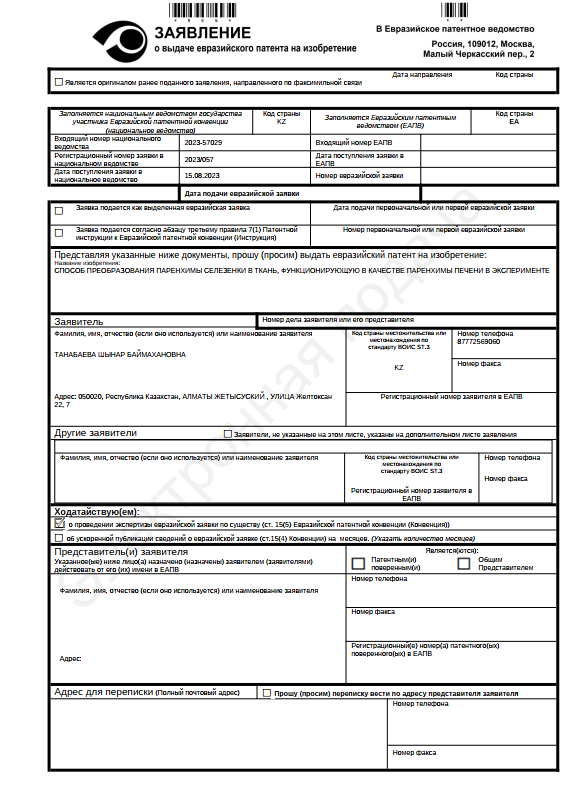 ЗАЯВЛЕНИЕ
о выдаче евразийского патента на изобретение
В Евразийское патентное ведомство
Россия, 109012, Москва,
Малый Черкасский пер., 2
Является оригиналом ранее поданного заявления, направленного по факсимильной связи
Дата направления
Код страны
Заполняется национальным ведомством государства
участника Евразийской патентной конвенции
(национальное ведомство)
Код страны
KZ
Заполняется Евразийским патентным
ведомством (ЕАПВ)
Код страны
EA
Входящий номер национального
ведомства
2023-57029
Входящий номер ЕАПВ
Регистрационный номер заявки в
национальном ведомстве
2023/057
Дата поступления заявки в
ЕАПВ
Дата поступления заявки в
национальное ведомство
15.08.2023
Номер евразийской заявки
Дата подачи евразийской заявки
Заявка подается как выделенная евразийская заявка
Дата подачи первоначальной или первой евразийской заявки
Заявка подается согласно абзацу третьему правила 7(1) Патентной
инструкции к Евразийской патентной конвенции (Инструкция)
Номер первоначальной или первой евразийской заявки
Представляя указанные ниже документы, прошу (просим) выдать евразийский патент на изобретение:
Название изобретения:
СПОСОБ ПРЕОБРАЗОВАНИЯ ПАРЕНХИМЫ СЕЛЕЗЕНКИ В ТКАНЬ, ФУНКЦИОНИРУЮЩУЮ В КАЧЕСТВЕ ПАРЕНХИМЫ ПЕЧЕНИ В ЭКСПЕРИМЕНТЕ
Заявитель
Номер дела заявителя или его представителя
Фамилия, имя, отчество (если оно используется) или наименование заявителя
ТАНАБАЕВА ШЫНАР БАЙМАХАНОВНА
Адрес: 050020, Республика Казахстан, АЛМАТЫ ЖЕТЫСУСКИЙ , УЛИЦА Желтоксан
22, 7
Код страны местожительства или
местонахождения по
стандарту ВОИС ST.3
KZ
Номер телефона
87772569060
Номер факса
Регистрационный номер заявителя в ЕАПВ
Другие заявители
Заявители, не указанные на этом листе, указаны на дополнительном листе заявления
Фамилия, имя, отчество (если оно используется) или наименование заявителя
Код страны местожительства или
местонахождения по
стандарту ВОИС ST.3
Номер телефона
Номер факса
Регистрационный номер заявителя в
ЕАПВ
Ходатайствую(ем):
о проведении экспертизы евразийской заявки по существу (ст. 15(5) Евразийской патентной конвенции (Конвенция))
об ускоренной публикации сведений о евразийской заявке (ст.15(4) Конвенции) на месяцев. (Указать количество месяцев)
Представитель(и) заявителя
Указанное(ые) ниже лицо(а) назначено (назначены) заявителем (заявителями)
действовать от его (их) имени в ЕАПВ
Является(ются):
Патентным(и)
поверенным(и)
Общим
Представителем
Фамилия, имя, отчество (если оно используется) или наименование заявителя
Номер телефона
Номер факса
Регистрационный(е) номер(а) патентного(ых)
поверенного(ых) в ЕАПВ
Адрес:
Адрес для переписки (Полный почтовый адрес)
Прошу (просим) переписку вести по адресу представителя заявителя
Номер телефона
Номер факса